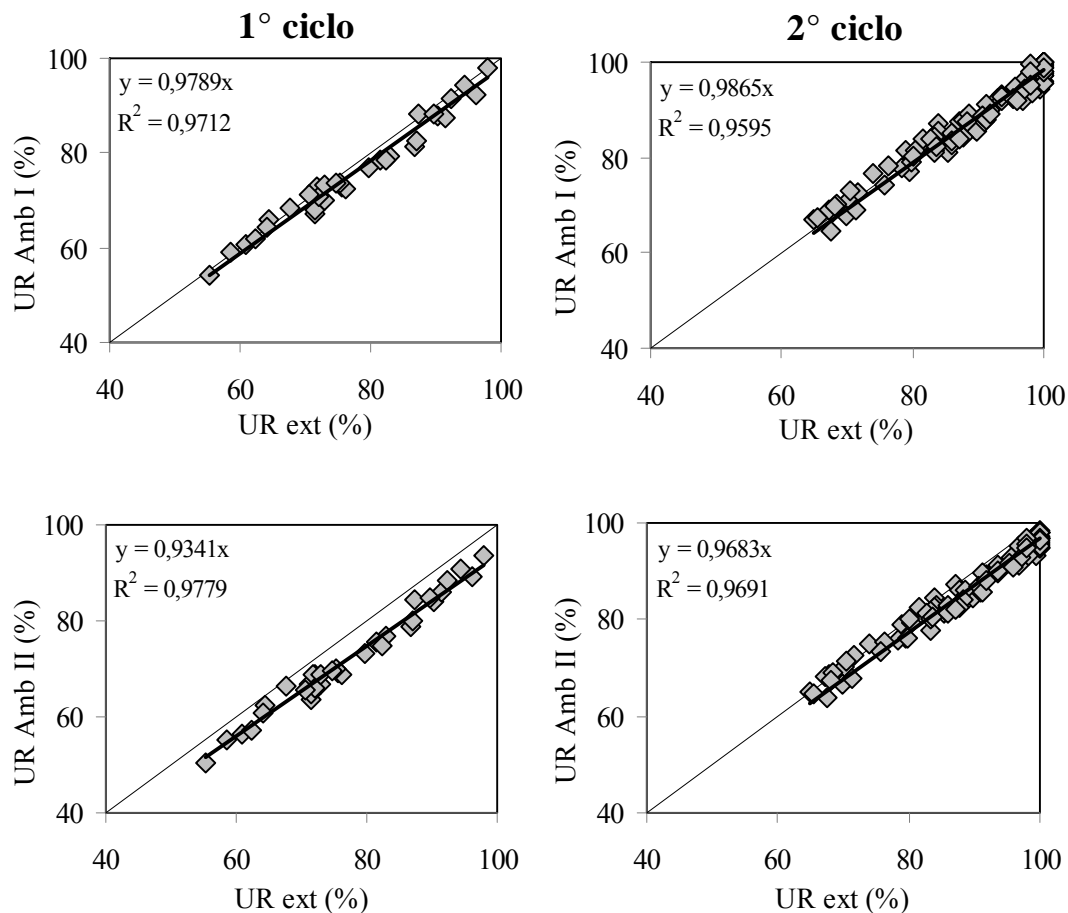 1° ciclo
2° ciclo
y = 0,9789x
R² = 0,9712
100
80
60
40
UR Amb I (%)
40 60 80 100
UR ext (%)
y = 0,9865x
R² = 0,9595
100
80
60
40
UR Amb I (%)
40 60 80 100
UR ext (%)
y = 0,9341x
R² = 0,9779
100
80
60
40
UR Amb II (%)
40 60 80 100
UR ext (%)
y = 0,9683x
R² = 0,9691
100
80
60
40
UR Amb II (%)
40 60 80 100
UR ext (%)